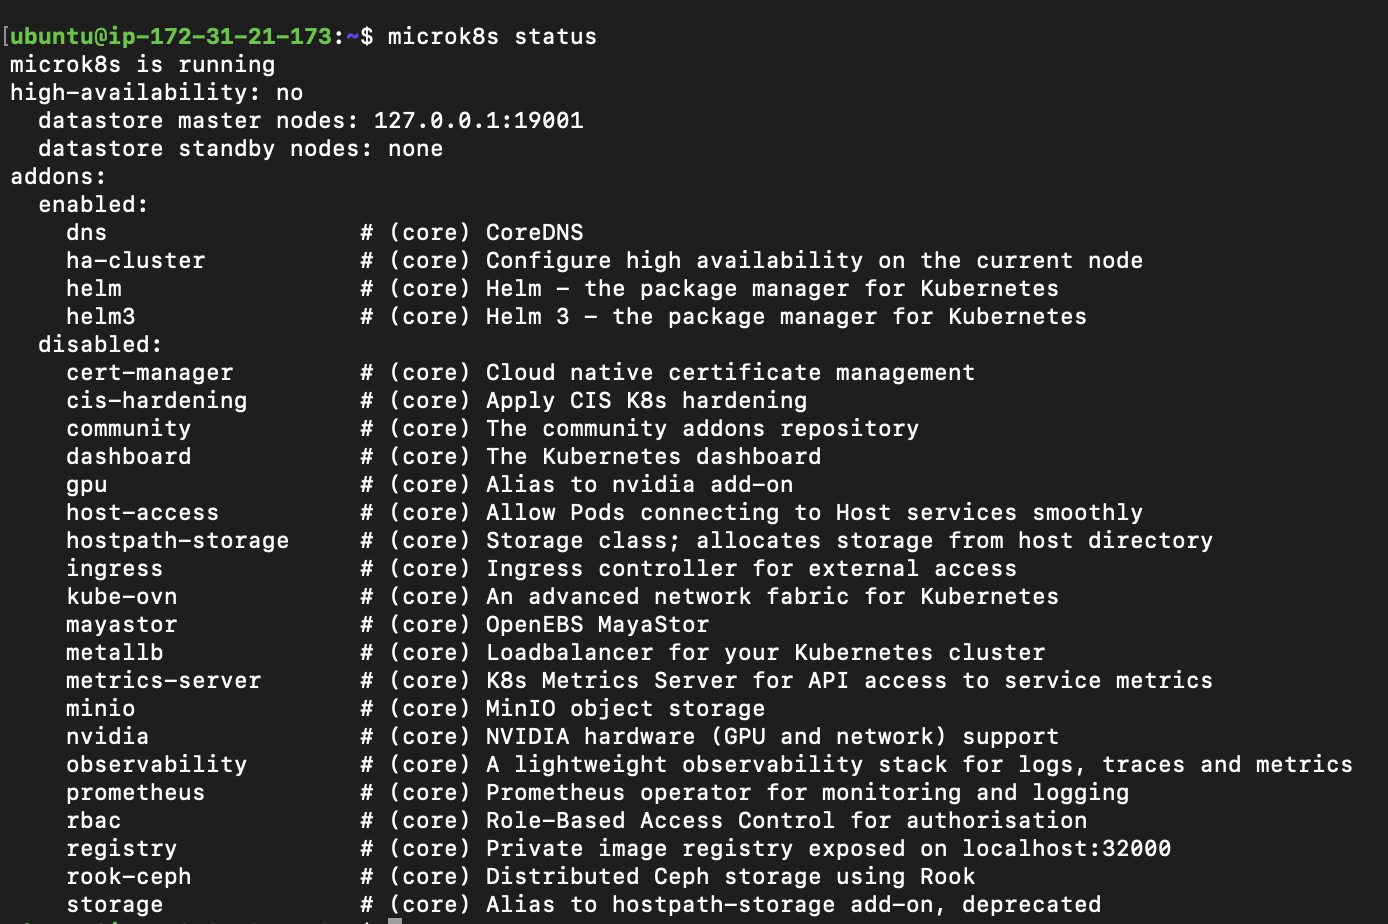 [ubuntu@ip-172-31-21-173:~$ microk8s status
microk8s is running
high-availability: no
  datastore master nodes: 127.0.0.1:19001
  datastore standby nodes: none
addons:
  enabled:
    dns                  # (core) CoreDNS
    ha-cluster           # (core) Configure high availability on the current node
    helm                 # (core) Helm - the package manager for Kubernetes
    helm3                # (core) Helm 3 - the package manager for Kubernetes
  disabled:
    cert-manager         # (core) Cloud native certificate management
    cis-hardening        # (core) Apply CIS K8s hardening
    community            # (core) The community addons repository
    dashboard            # (core) The Kubernetes dashboard
    gpu                  # (core) Alias to nvidia add-on
    host-access          # (core) Allow Pods connecting to Host services smoothly
    hostpath-storage     # (core) Storage class; allocates storage from host directory
    ingress              # (core) Ingress controller for external access
    kube-ovn             # (core) An advanced network fabric for Kubernetes
    mayastor             # (core) OpenEBS MayaStor
    metallb              # (core) Loadbalancer for your Kubernetes cluster
    metrics-server       # (core) K8s Metrics Server for API access to service metrics
    minio                # (core) MinIO object storage
    nvidia               # (core) NVIDIA hardware (GPU and network) support
    observability        # (core) A lightweight observability stack for logs, traces and metrics
    prometheus           # (core) Prometheus operator for monitoring and logging
    rbac                 # (core) Role-Based Access Control for authorisation
    registry             # (core) Private image registry exposed on localhost:32000
    rook-ceph            # (core) Distributed Ceph storage using Rook
    storage              # (core) Alias to hostpath-storage add-on, deprecated